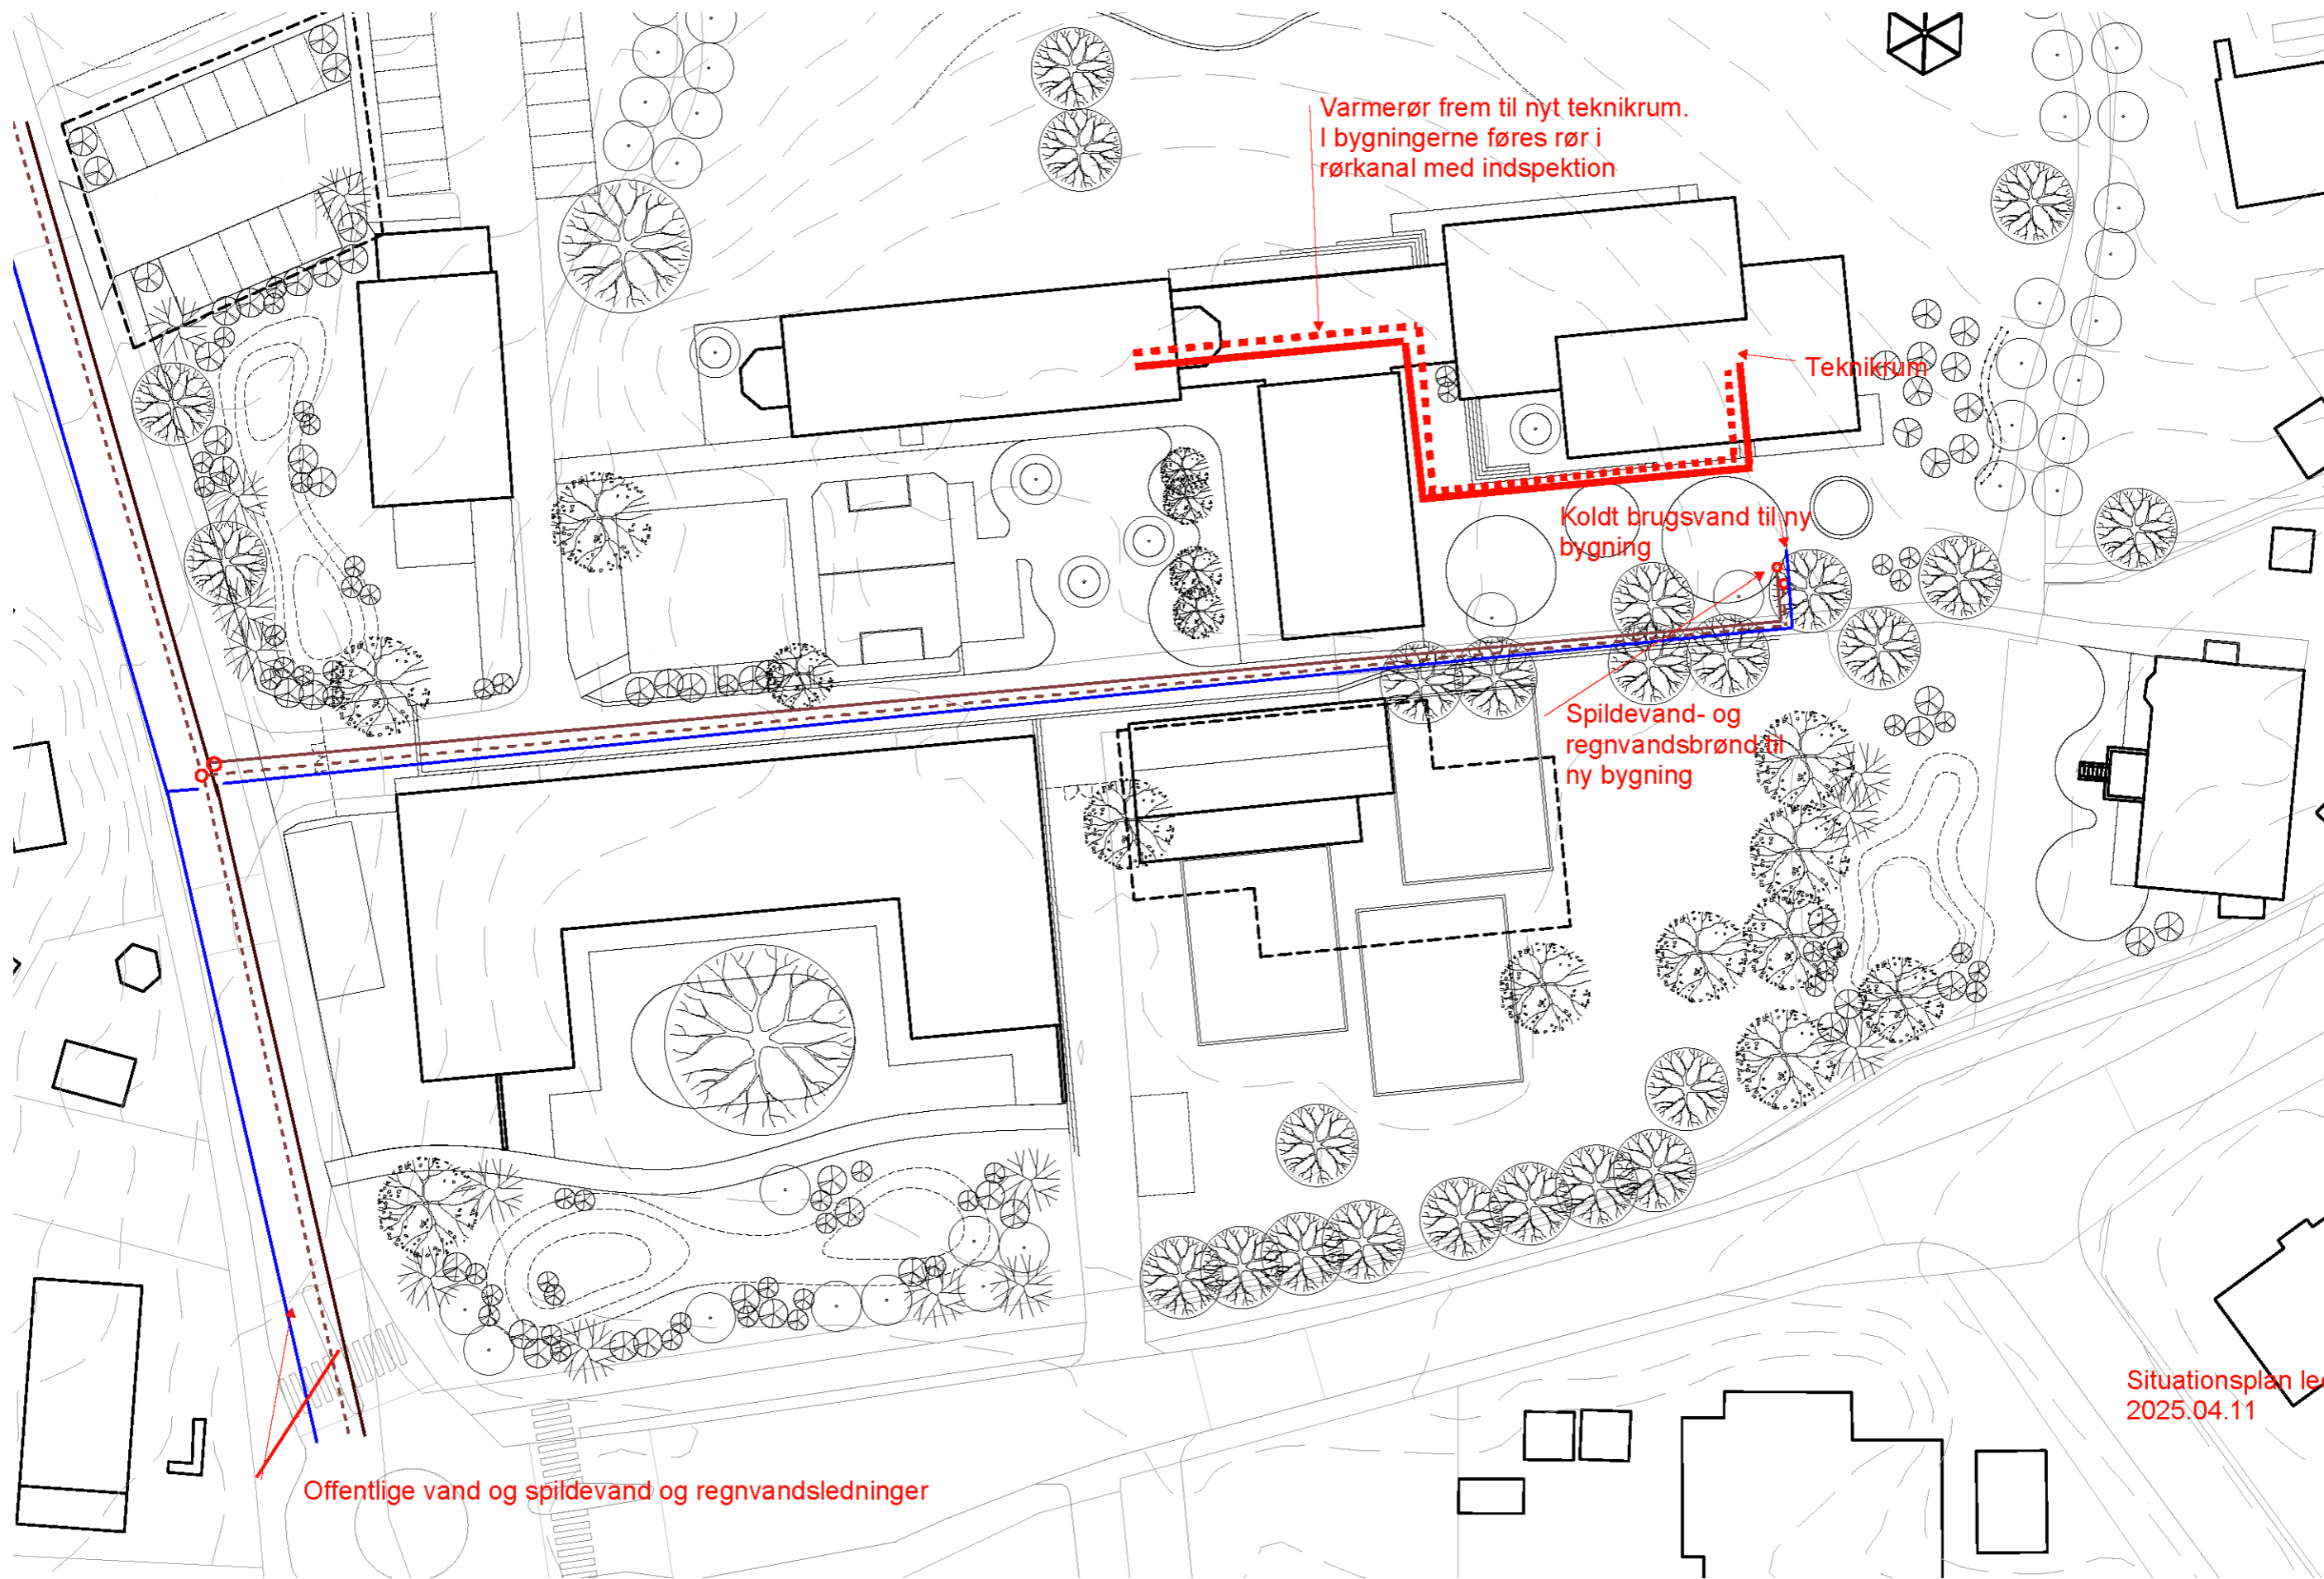 Varmerør frem til nyt teknikrum.
I bygningerne føres rør i
rørkanal med indspektion
Teknikrum
Koldt brugsvand til ny
bygning
Spildevand- og
regnvandsbrønd til
ny bygning
Situationsplan
2025.04.11
Offentlige vand og spildevand og regnvandsledninger